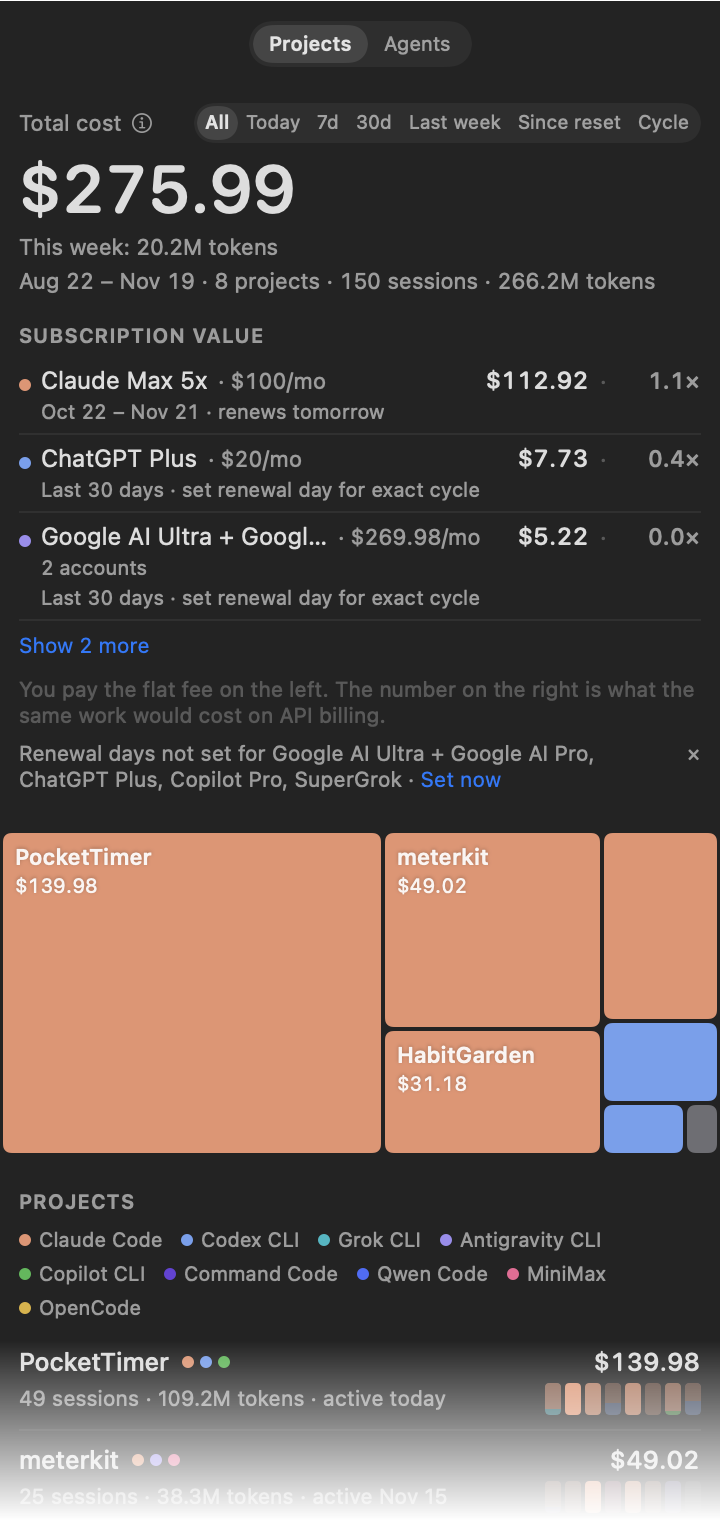 Projects Agents
Total cost
All Today 7d 30d Last week Since reset Cycle
$275.99
This week: 20.2M tokens
Aug 22 – Nov 19 · 8 projects · 150 sessions · 266.2M tokens
SUBSCRIPTION VALUE
Claude Max 5x · $100/mo $112.92 · 1.1×
Oct 22 – Nov 21 · renews tomorrow
ChatGPT Plus · $20/mo $7.73 · 0.4×
Last 30 days · set renewal day for exact cycle
Google AI Ultra + Googl... · $269.98/mo $5.22 · 0.0×
2 accounts
Last 30 days · set renewal day for exact cycle
Show 2 more
You pay the flat fee on the left. The number on the right is what the
same work would cost on API billing.
Renewal days not set for Google AI Ultra + Google AI Pro, ×
ChatGPT Plus, Copilot Pro, SuperGrok · Set now
PocketTimer
$139.98
meterkit
$49.02
HabitGarden
$31.18
PROJECTS
Claude Code Codex CLI Grok CLI Antigravity CLI
Copilot CLI Command Code Qwen Code MiniMax
OpenCode
PocketTimer $139.98
49 sessions · 109.2M tokens · active today
meterkit $49.02
25 sessions · 38.3M tokens · active Nov 15